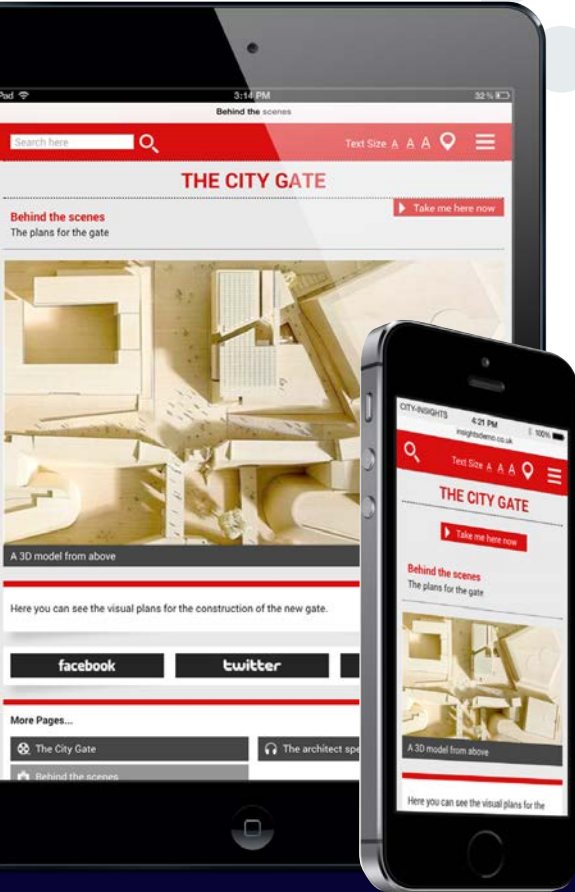 Pad 3:14 PM 32%
Behind the scenes
Search here Text Size A A A
THE CITY GATE
Take me here now
Behind the scenes
The plans for the gate
A 3D model from above
Here you can see the visual plans for the construction of the new gate.
facebook twitter
More Pages...
The City Gate The architect spe
Behind the scenes
CITY-INSIGHTS 4:21 PM 100%
insightsdemo.co.uk
Text Size A A A
THE CITY GATE
Take me here now
Behind the scenes
The plans for the gate
A 3D model from above
Here you can see the visual plans for the